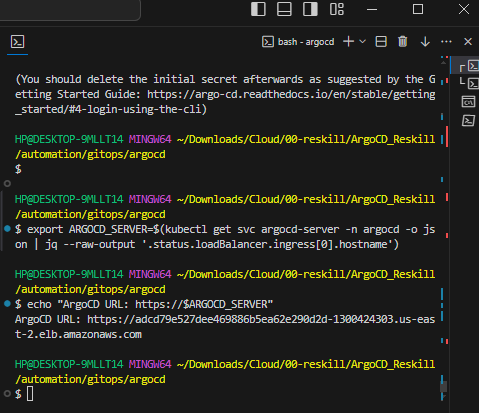 bash - argocd
(You should delete the initial secret afterwards as suggested by the G
etting Started Guide: https://argo-cd.readthedocs.io/en/stable/getting
_started/#4-login-using-the-cli)
HP@DESKTOP-9MLLT14 MINGW64 ~/Downloads/Cloud/00-reskill/ArgoCD_Reskill
/automation/gitops/argocd
$
HP@DESKTOP-9MLLT14 MINGW64 ~/Downloads/Cloud/00-reskill/ArgoCD_Reskill
/automation/gitops/argocd
$ export ARGOCD_SERVER=$(kubectl get svc argocd-server -n argocd -o js
on | jq --raw-output '.status.loadBalancer.ingress[0].hostname')
HP@DESKTOP-9MLLT14 MINGW64 ~/Downloads/Cloud/00-reskill/ArgoCD_Reskill
/automation/gitops/argocd
$ echo "ArgoCD URL: https://$ARGOCD_SERVER"
ArgoCD URL: https://adcd79e527dee469886b5ea62e290d2d-1300424303.us-eas
t-2.elb.amazonaws.com
HP@DESKTOP-9MLLT14 MINGW64 ~/Downloads/Cloud/00-reskill/ArgoCD_Reskill
/automation/gitops/argocd
$